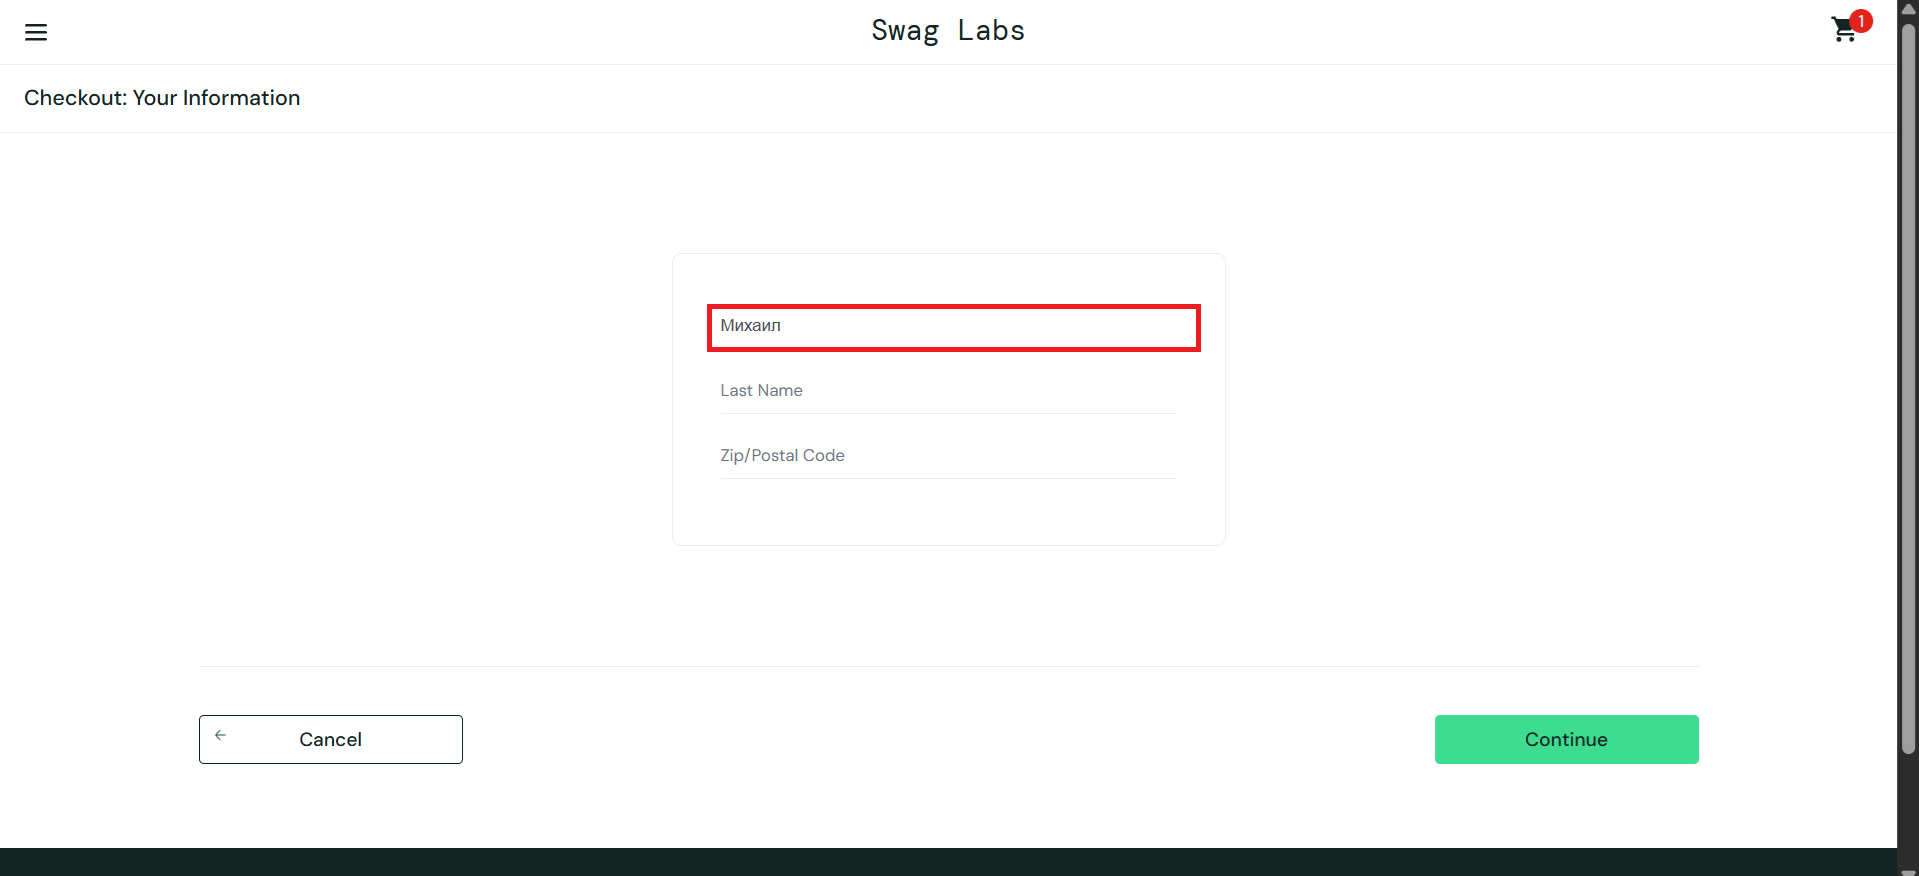 Swag Labs
1
Checkout: Your Information
Михаил
Last Name
Zip/Postal Code
Cancel
Continue